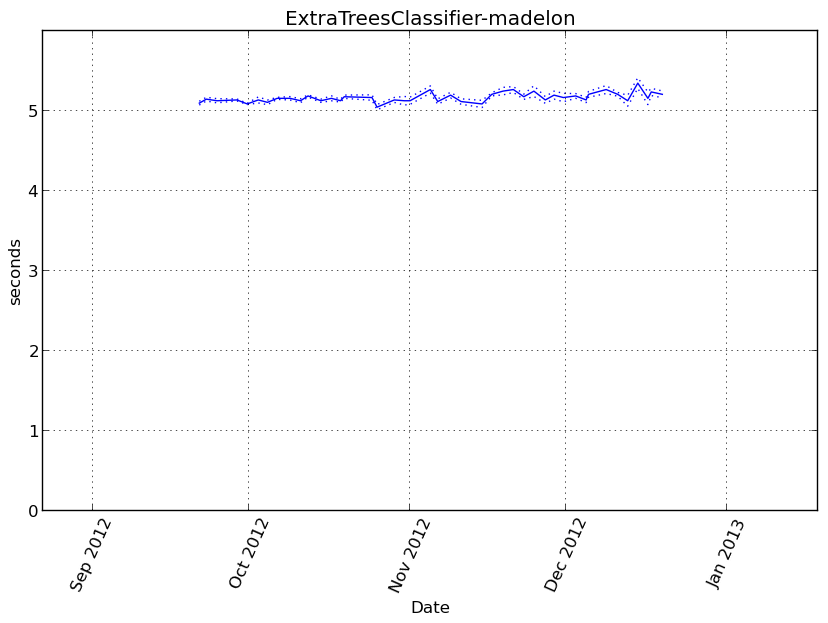 ExtraTreesClassifier-madelon
5
4
3
2
1
0
seconds
Sep 2012
Oct 2012
Nov 2012
Dec 2012
Jan 2013
Date